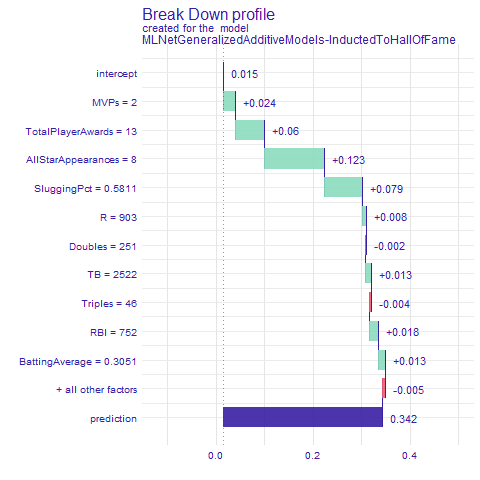 Break Down profile
created for the  model
MLNetGeneralizedAdditiveModels-InductedToHallOfFame
intercept 0.015
MVPs = 2 +0.024
TotalPlayerAwards = 13 +0.06
AllStarAppearances = 8 +0.123
SluggingPct = 0.5811 +0.079
R = 903 +0.008
Doubles = 251 -0.002
TB = 2522 +0.013
Triples = 46 -0.004
RBI = 752 +0.018
BattingAverage = 0.3051 +0.013
+ all other factors -0.005
prediction 0.342
0.0 0.2 0.4